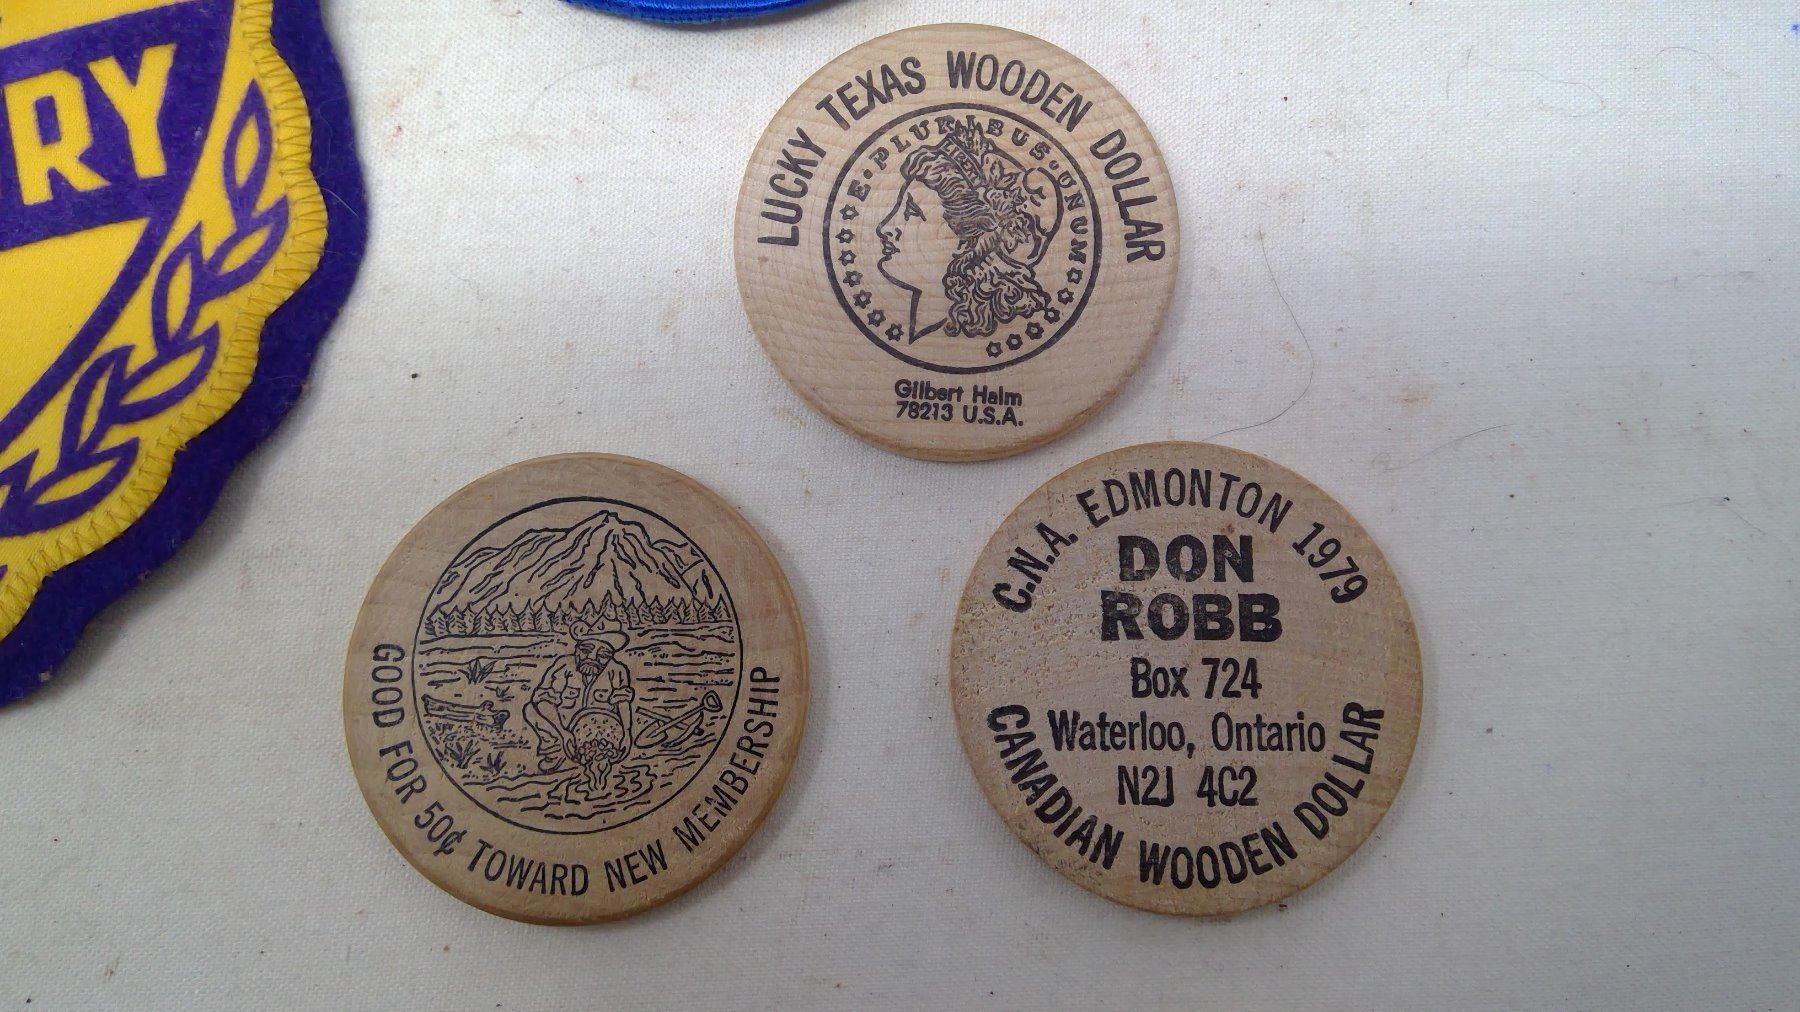 RY
LUCKY TEXAS WOODEN DOLLAR
E·PLURIBUS·UNUM
LIBERTY
Gilbert Halm
78213 U.S.A.
GOOD FOR 50¢ TOWARD NEW MEMBERSHIP
C.N.A. EDMONTON 1979
DON
ROBB
Box 724
Waterloo, Ontario
N2J 4C2
CANADIAN WOODEN DOLLAR